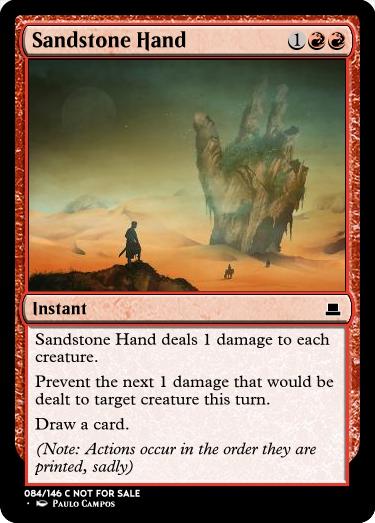 Sandstone Hand 1
Instant
Sandstone Hand deals 1 damage to each
creature.
Prevent the next 1 damage that would be
dealt to target creature this turn.
Draw a card.
(Note: Actions occur in the order they are
printed, sadly)
084/146 C NOT FOR SALE
· Paulo Campos